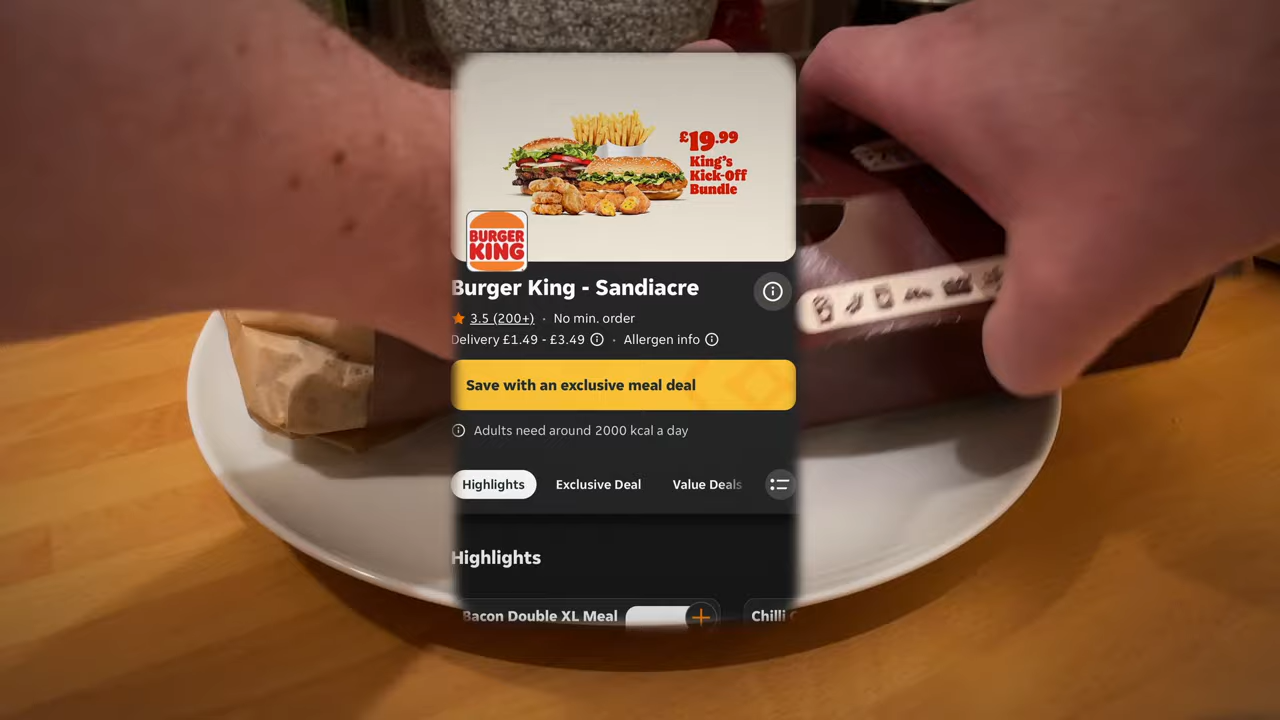 £19.99
King's
Kick-Off
Bundle
BURGER
KING
Burger King - Sandiacre
3.5 (200+) · No min. order
Delivery £1.49 - £3.49 · Allergen info
Save with an exclusive meal deal
Adults need around 2000 kcal a day
Highlights Exclusive Deal Value Deals
Highlights
Bacon Double XL Meal Chilli